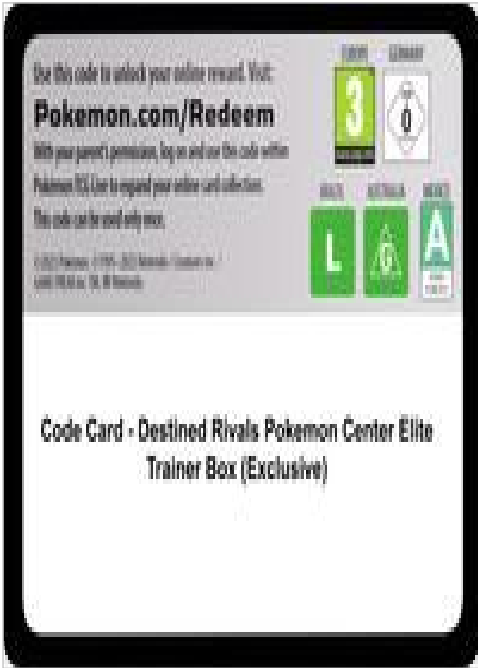 Use this code to unlock your online reward. Visit:
Pokemon.com/Redeem
With your parent's permission, log on and use this code within
Pokémon TCG Live to expand your online card collection.
This code can be used only once.
EUROPE GERMANY
3
0
BRAZIL AUSTRALIA MEXICO
L
G
A
Code Card - Destined Rivals Pokemon Center Elite
Trainer Box (Exclusive)